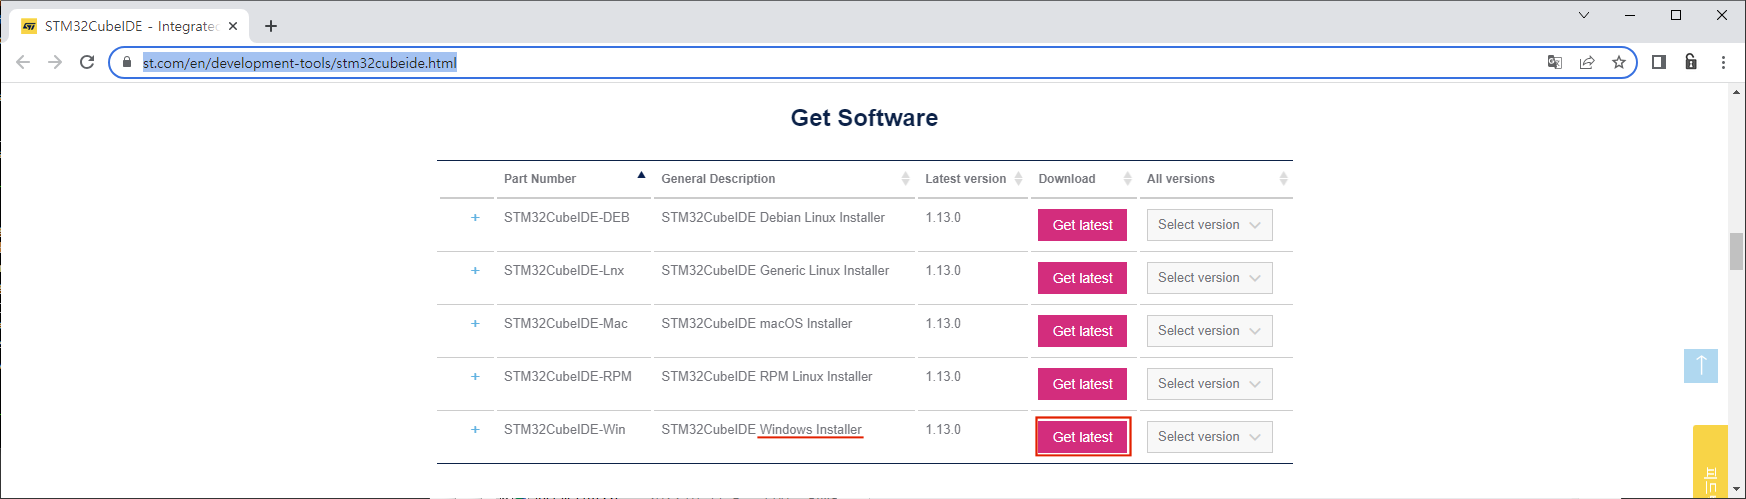 STM32CubeIDE - Integrated
st.com/en/development-tools/stm32cubeide.html
Get Software
Part Number General Description Latest version Download All versions
+ STM32CubeIDE-DEB STM32CubeIDE Debian Linux Installer 1.13.0 Get latest Select version
+ STM32CubeIDE-Lnx STM32CubeIDE Generic Linux Installer 1.13.0 Get latest Select version
+ STM32CubeIDE-Mac STM32CubeIDE macOS Installer 1.13.0 Get latest Select version
+ STM32CubeIDE-RPM STM32CubeIDE RPM Linux Installer 1.13.0 Get latest Select version
+ STM32CubeIDE-Win STM32CubeIDE Windows Installer 1.13.0 Get latest Select version